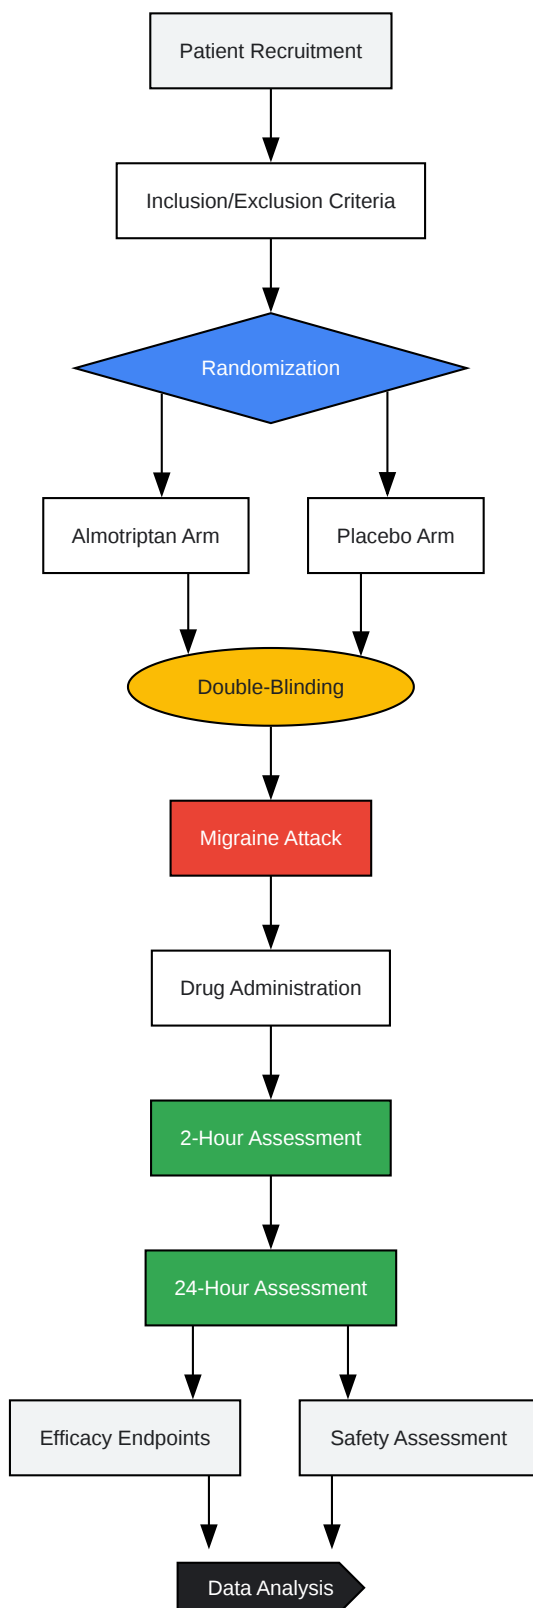 Patient Recruitment
Inclusion/Exclusion Criteria
Randomization
Almotriptan Arm
Placebo Arm
Double-Blinding
Migraine Attack
Drug Administration
2-Hour Assessment
24-Hour Assessment
Efficacy Endpoints
Safety Assessment
Data Analysis